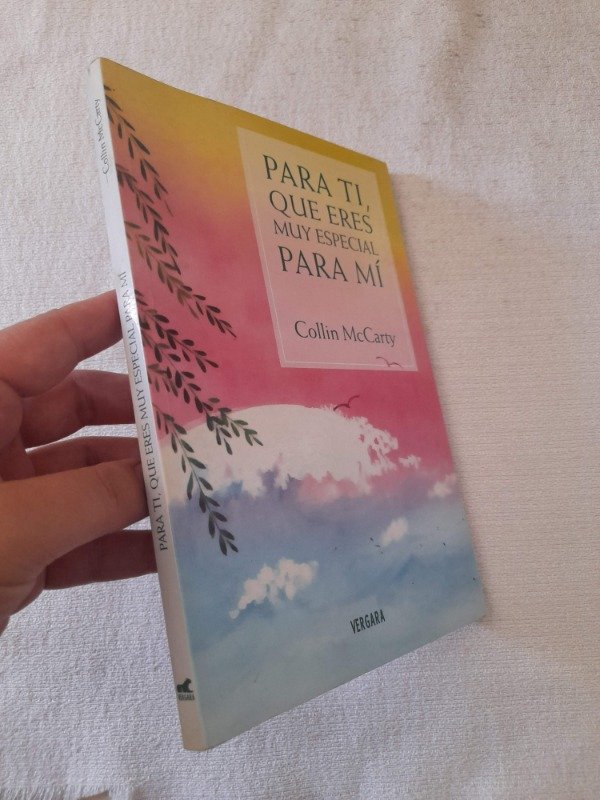 PARA TI,
QUE ERES
MUY ESPECIAL
PARA MÍ
Collin McCarty
VERGARA
Collin McCarty
PARA TI, QUE ERES MUY ESPECIAL PARA MÍ
VERGARA